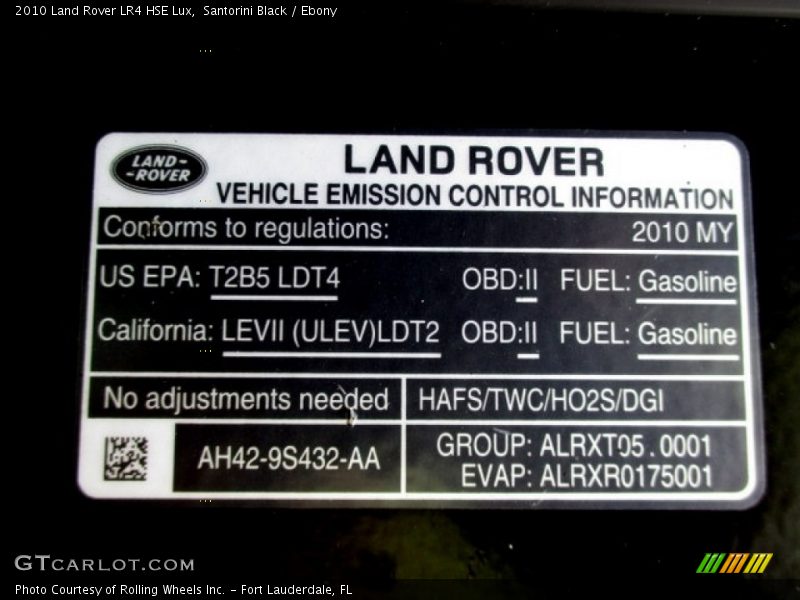 2010 Land Rover LR4 HSE Lux,  Santorini Black / Ebony
LAND-
-ROVER
LAND ROVER
VEHICLE EMISSION CONTROL INFORMATION
Conforms to regulations: 2010 MY
US EPA: T2B5 LDT4 OBD:II FUEL: Gasoline
California: LEVII (ULEV)LDT2 OBD:II FUEL: Gasoline
No adjustments needed HAFS/TWC/HO2S/DGI
AH42-9S432-AA
GROUP: ALRXT05.0001
EVAP: ALRXR0175001
GTCARLOT.COM
Photo Courtesy of Rolling Wheels Inc. - Fort Lauderdale, FL